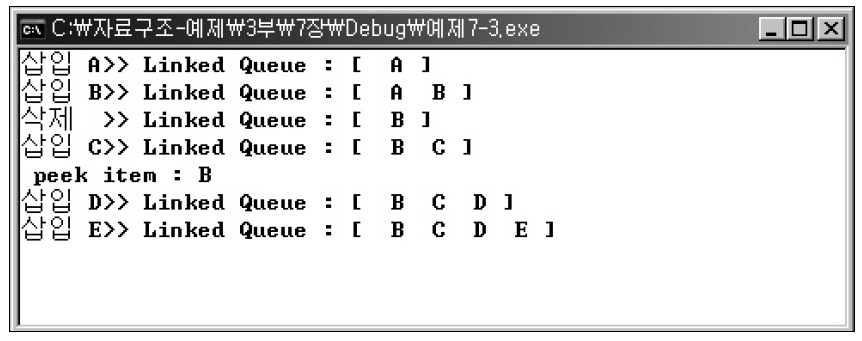 C:\자료구조-예제\3부\7장\Debug\예제7-3.exe
삽입 A>> Linked Queue : [  A ]
삽입 B>> Linked Queue : [  A  B ]
삭제  >> Linked Queue : [  B ]
삽입 C>> Linked Queue : [  B  C ]
peek item : B
삽입 D>> Linked Queue : [  B  C  D ]
삽입 E>> Linked Queue : [  B  C  D  E ]